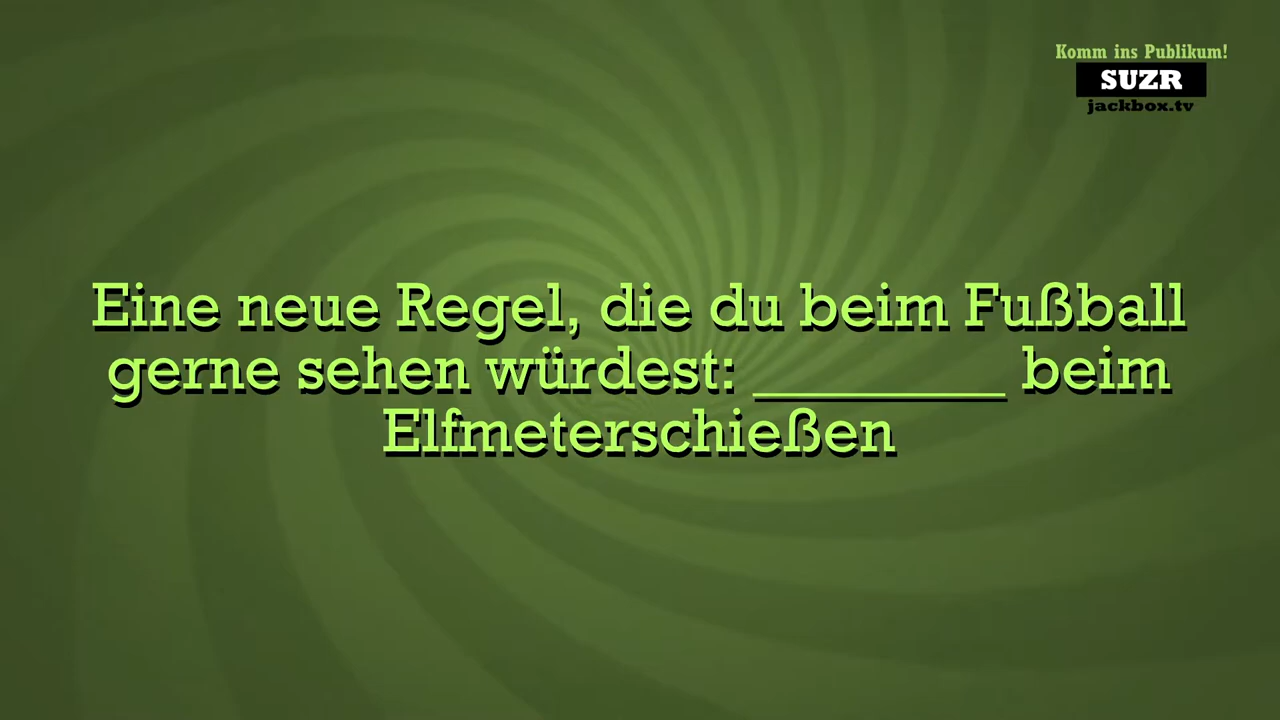 Komm ins Publikum!
SUZR
jackbox.tv
Eine neue Regel, die du beim Fußball
gerne sehen würdest: ________ beim
Elfmeterschießen